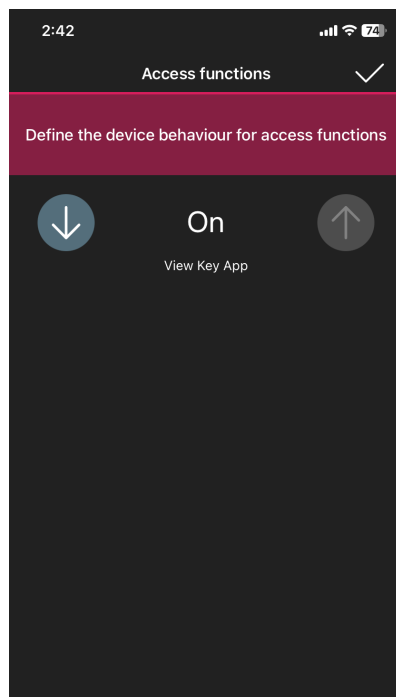 2:42
74
Access functions
Define the device behaviour for access functions
On
View Key App